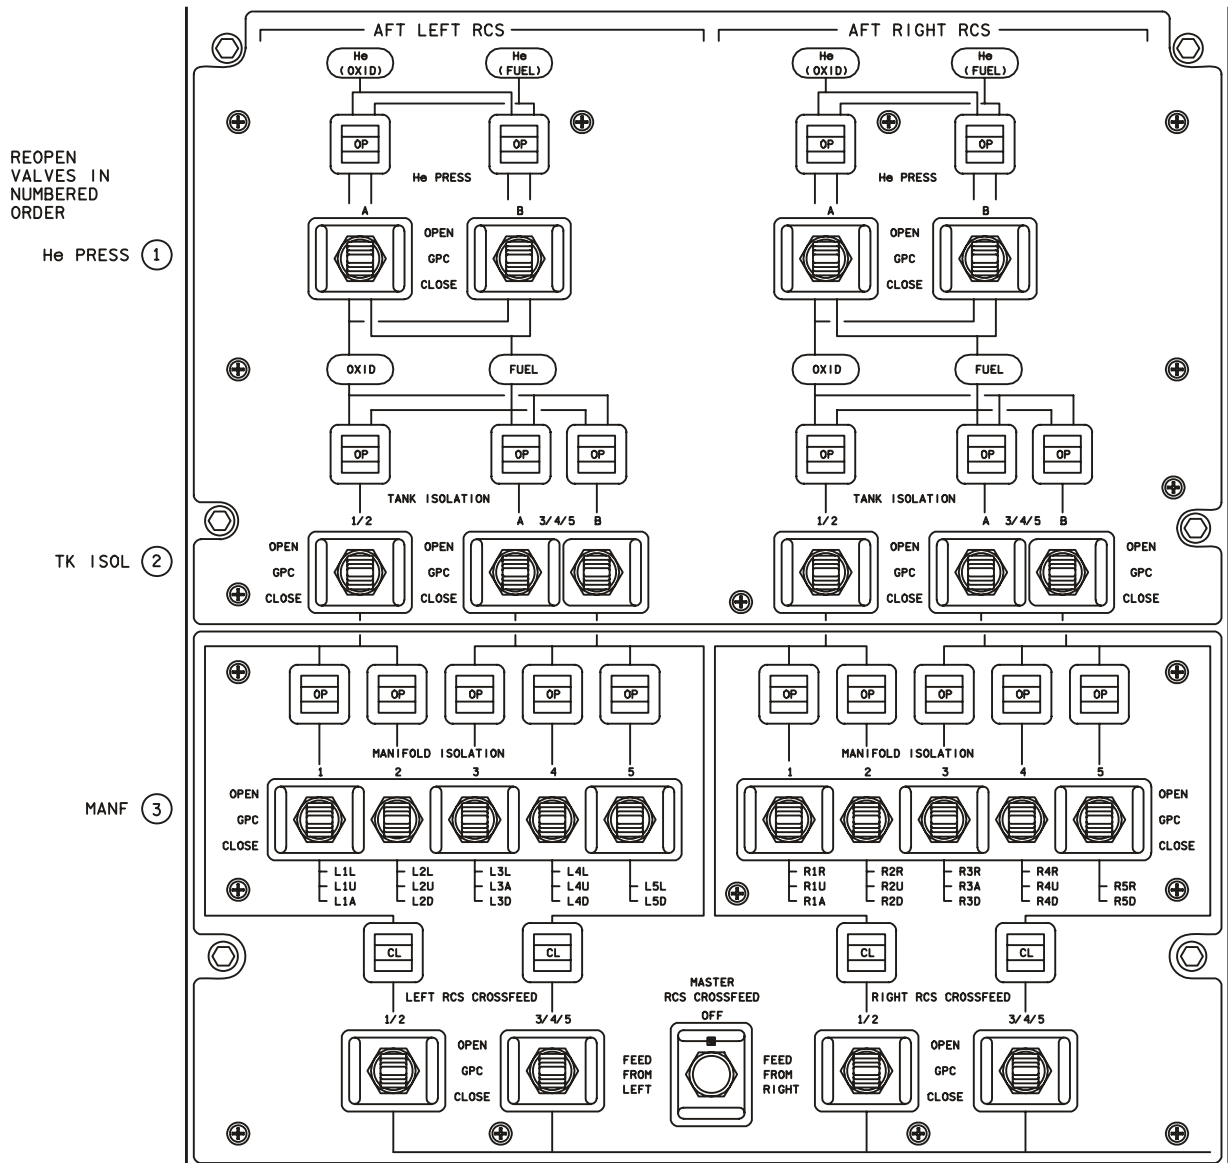 AFT LEFT RCS
AFT RIGHT RCS
He
(OXID)
He
(FUEL)
He
(OXID)
He
(FUEL)
OP
OP
OP
OP
REOPEN
VALVES IN
NUMBERED
ORDER
He PRESS
He PRESS
A
B
A
B
He PRESS 1
OPEN
GPC
CLOSE
OPEN
GPC
CLOSE
OXID
FUEL
OXID
FUEL
OP
OP
OP
OP
OP
OP
TANK ISOLATION
TANK ISOLATION
1/2
A 3/4/5 B
1/2
A 3/4/5 B
TK ISOL 2
OPEN
GPC
CLOSE
OPEN
GPC
CLOSE
OPEN
GPC
CLOSE
OPEN
GPC
CLOSE
OP
OP
OP
OP
OP
OP
OP
OP
OP
OP
MANIFOLD ISOLATION
MANIFOLD ISOLATION
1 2 3 4 5
1 2 3 4 5
MANF 3
OPEN
GPC
CLOSE
OPEN
GPC
CLOSE
L1L
L1U
L1A
L2L
L2U
L2D
L3L
L3A
L3D
L4L
L4U
L4D
L5L
L5D
R1R
R1U
R1A
R2R
R2U
R2D
R3R
R3A
R3D
R4R
R4U
R4D
R5R
R5D
CL
CL
CL
CL
LEFT RCS CROSSFEED
MASTER
RCS CROSSFEED
OFF
RIGHT RCS CROSSFEED
1/2
3/4/5
1/2
3/4/5
OPEN
GPC
CLOSE
FEED
FROM
LEFT
FEED
FROM
RIGHT
OPEN
GPC
CLOSE